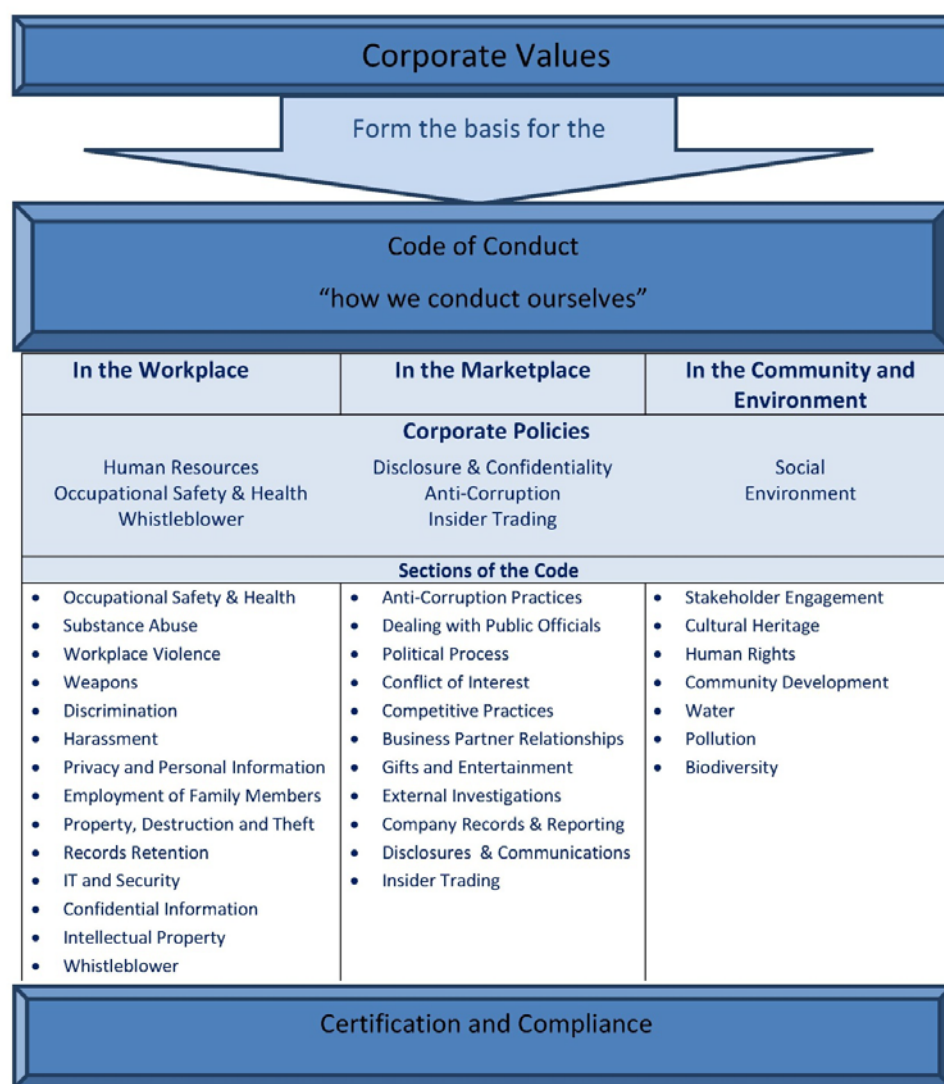 Corporate Values
Form the basis for the
Code of Conduct
“how we conduct ourselves”
In the Workplace
In the Marketplace
In the Community and
Environment
Corporate Policies
Human Resources
Occupational Safety & Health
Whistleblower
Disclosure & Confidentiality
Anti-Corruption
Insider Trading
Social
Environment
Sections of the Code
• Occupational Safety & Health
• Substance Abuse
• Workplace Violence
• Weapons
• Discrimination
• Harassment
• Privacy and Personal Information
• Employment of Family Members
• Property, Destruction and Theft
• Records Retention
• IT and Security
• Confidential Information
• Intellectual Property
• Whistleblower
• Anti-Corruption Practices
• Dealing with Public Officials
• Political Process
• Conflict of Interest
• Competitive Practices
• Business Partner Relationships
• Gifts and Entertainment
• External Investigations
• Company Records & Reporting
• Disclosures & Communications
• Insider Trading
• Stakeholder Engagement
• Cultural Heritage
• Human Rights
• Community Development
• Water
• Pollution
• Biodiversity
Certification and Compliance